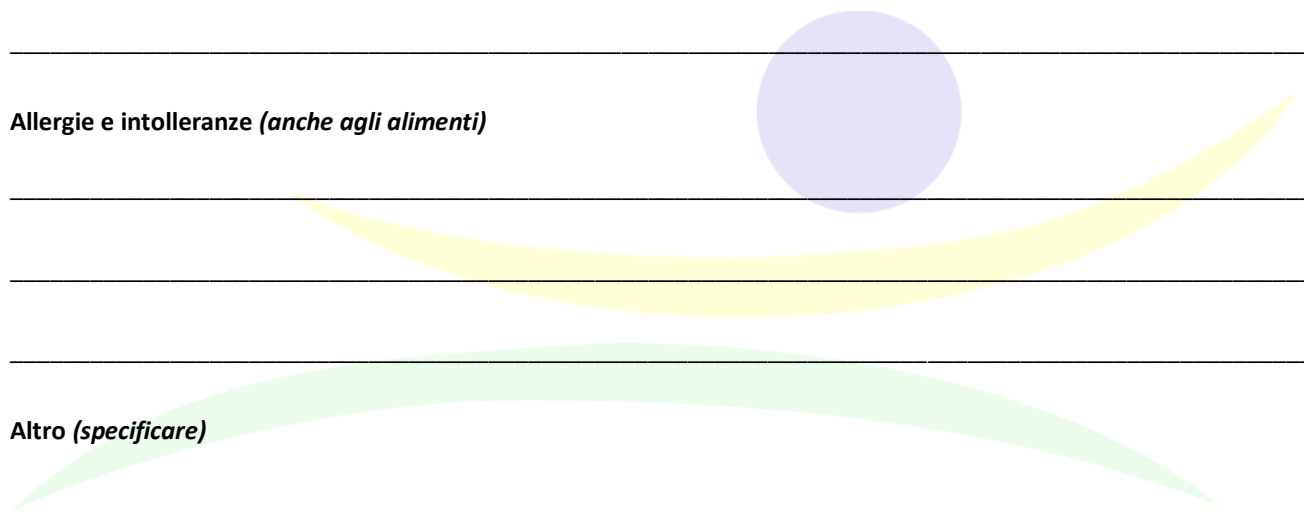 Allergie e intolleranze (anche agli alimenti)
Altro (specificare)